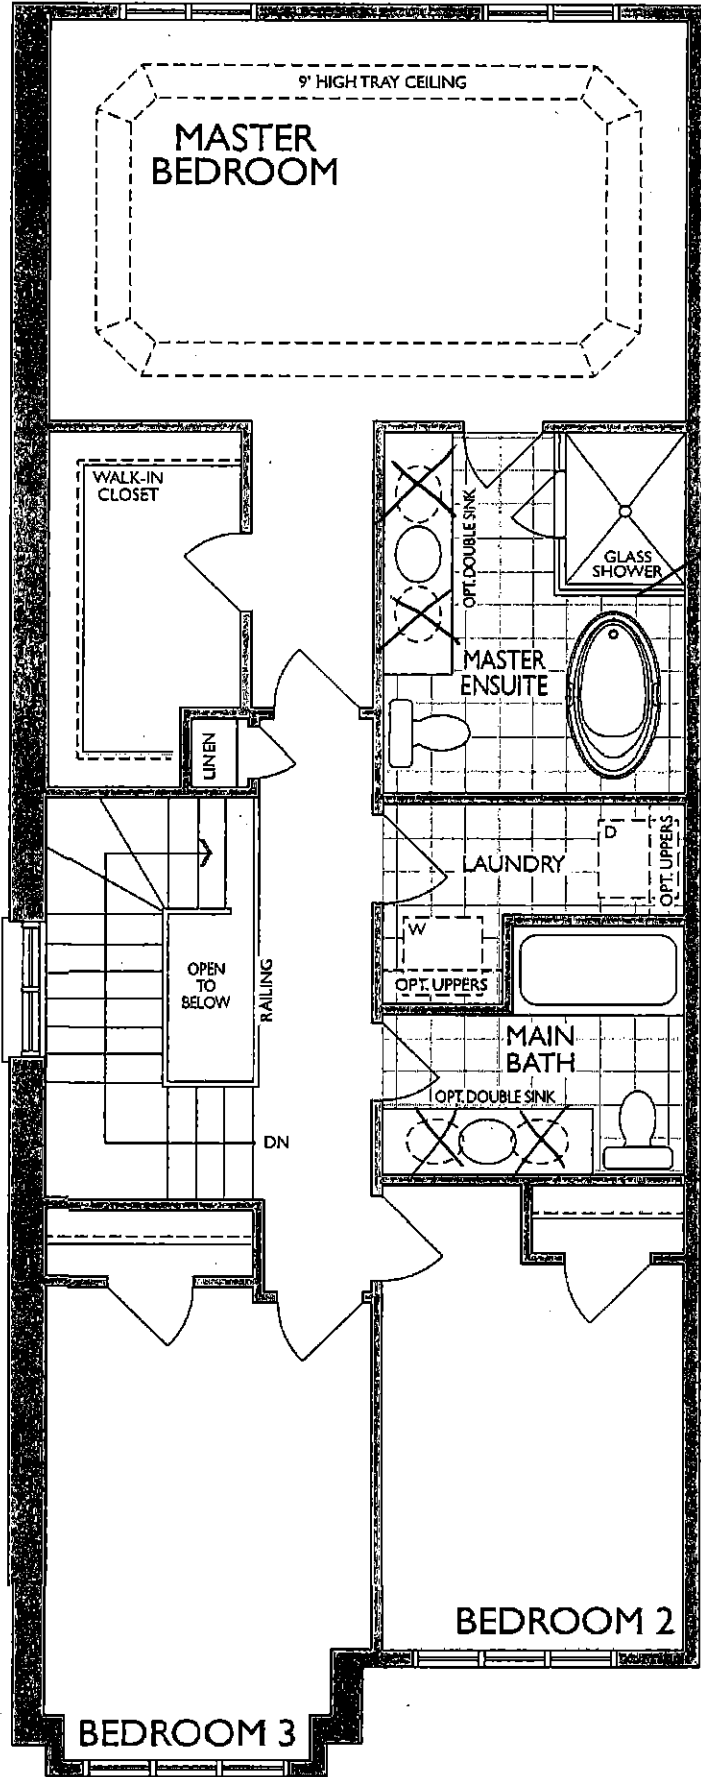 9' HIGH TRAY CEILING
MASTER
BEDROOM
WALK-IN
CLOSET
OPT. DOUBLE SINK
GLASS
SHOWER
MASTER
ENSUITE
LINEN
D
OPT. UPPERS
LAUNDRY
W
OPT. UPPERS
OPEN
TO
BELOW
RAILING
MAIN
BATH
OPT. DOUBLE SINK
DN
BEDROOM 2
BEDROOM 3